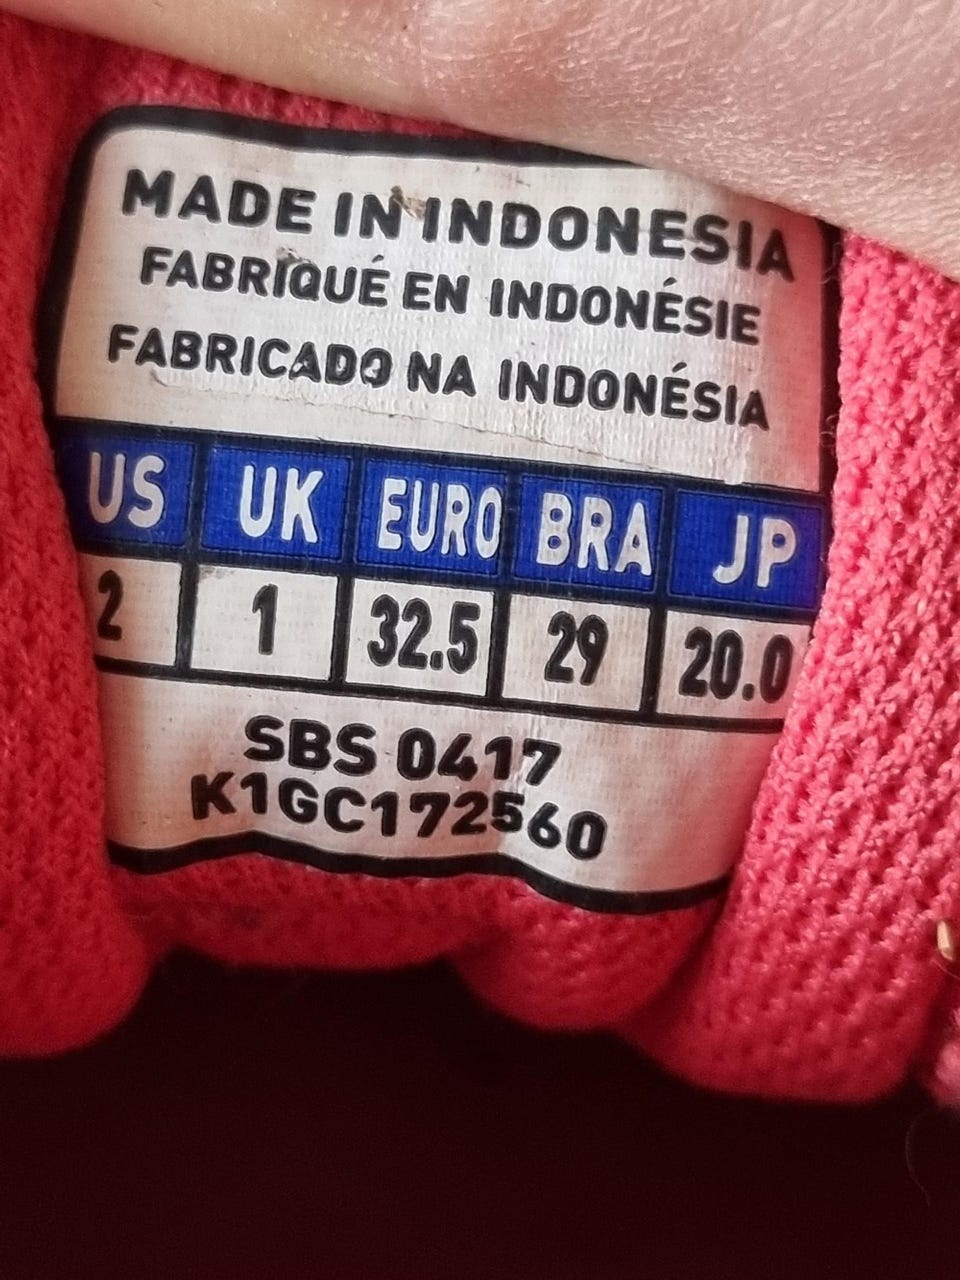 MADE IN INDONESIA
FABRIQUÉ EN INDONÉSIE
FABRICADO NA INDONÉSIA
US UK EURO BRA JP
2 1 32.5 29 20.0
SBS 0417
K1GC172560